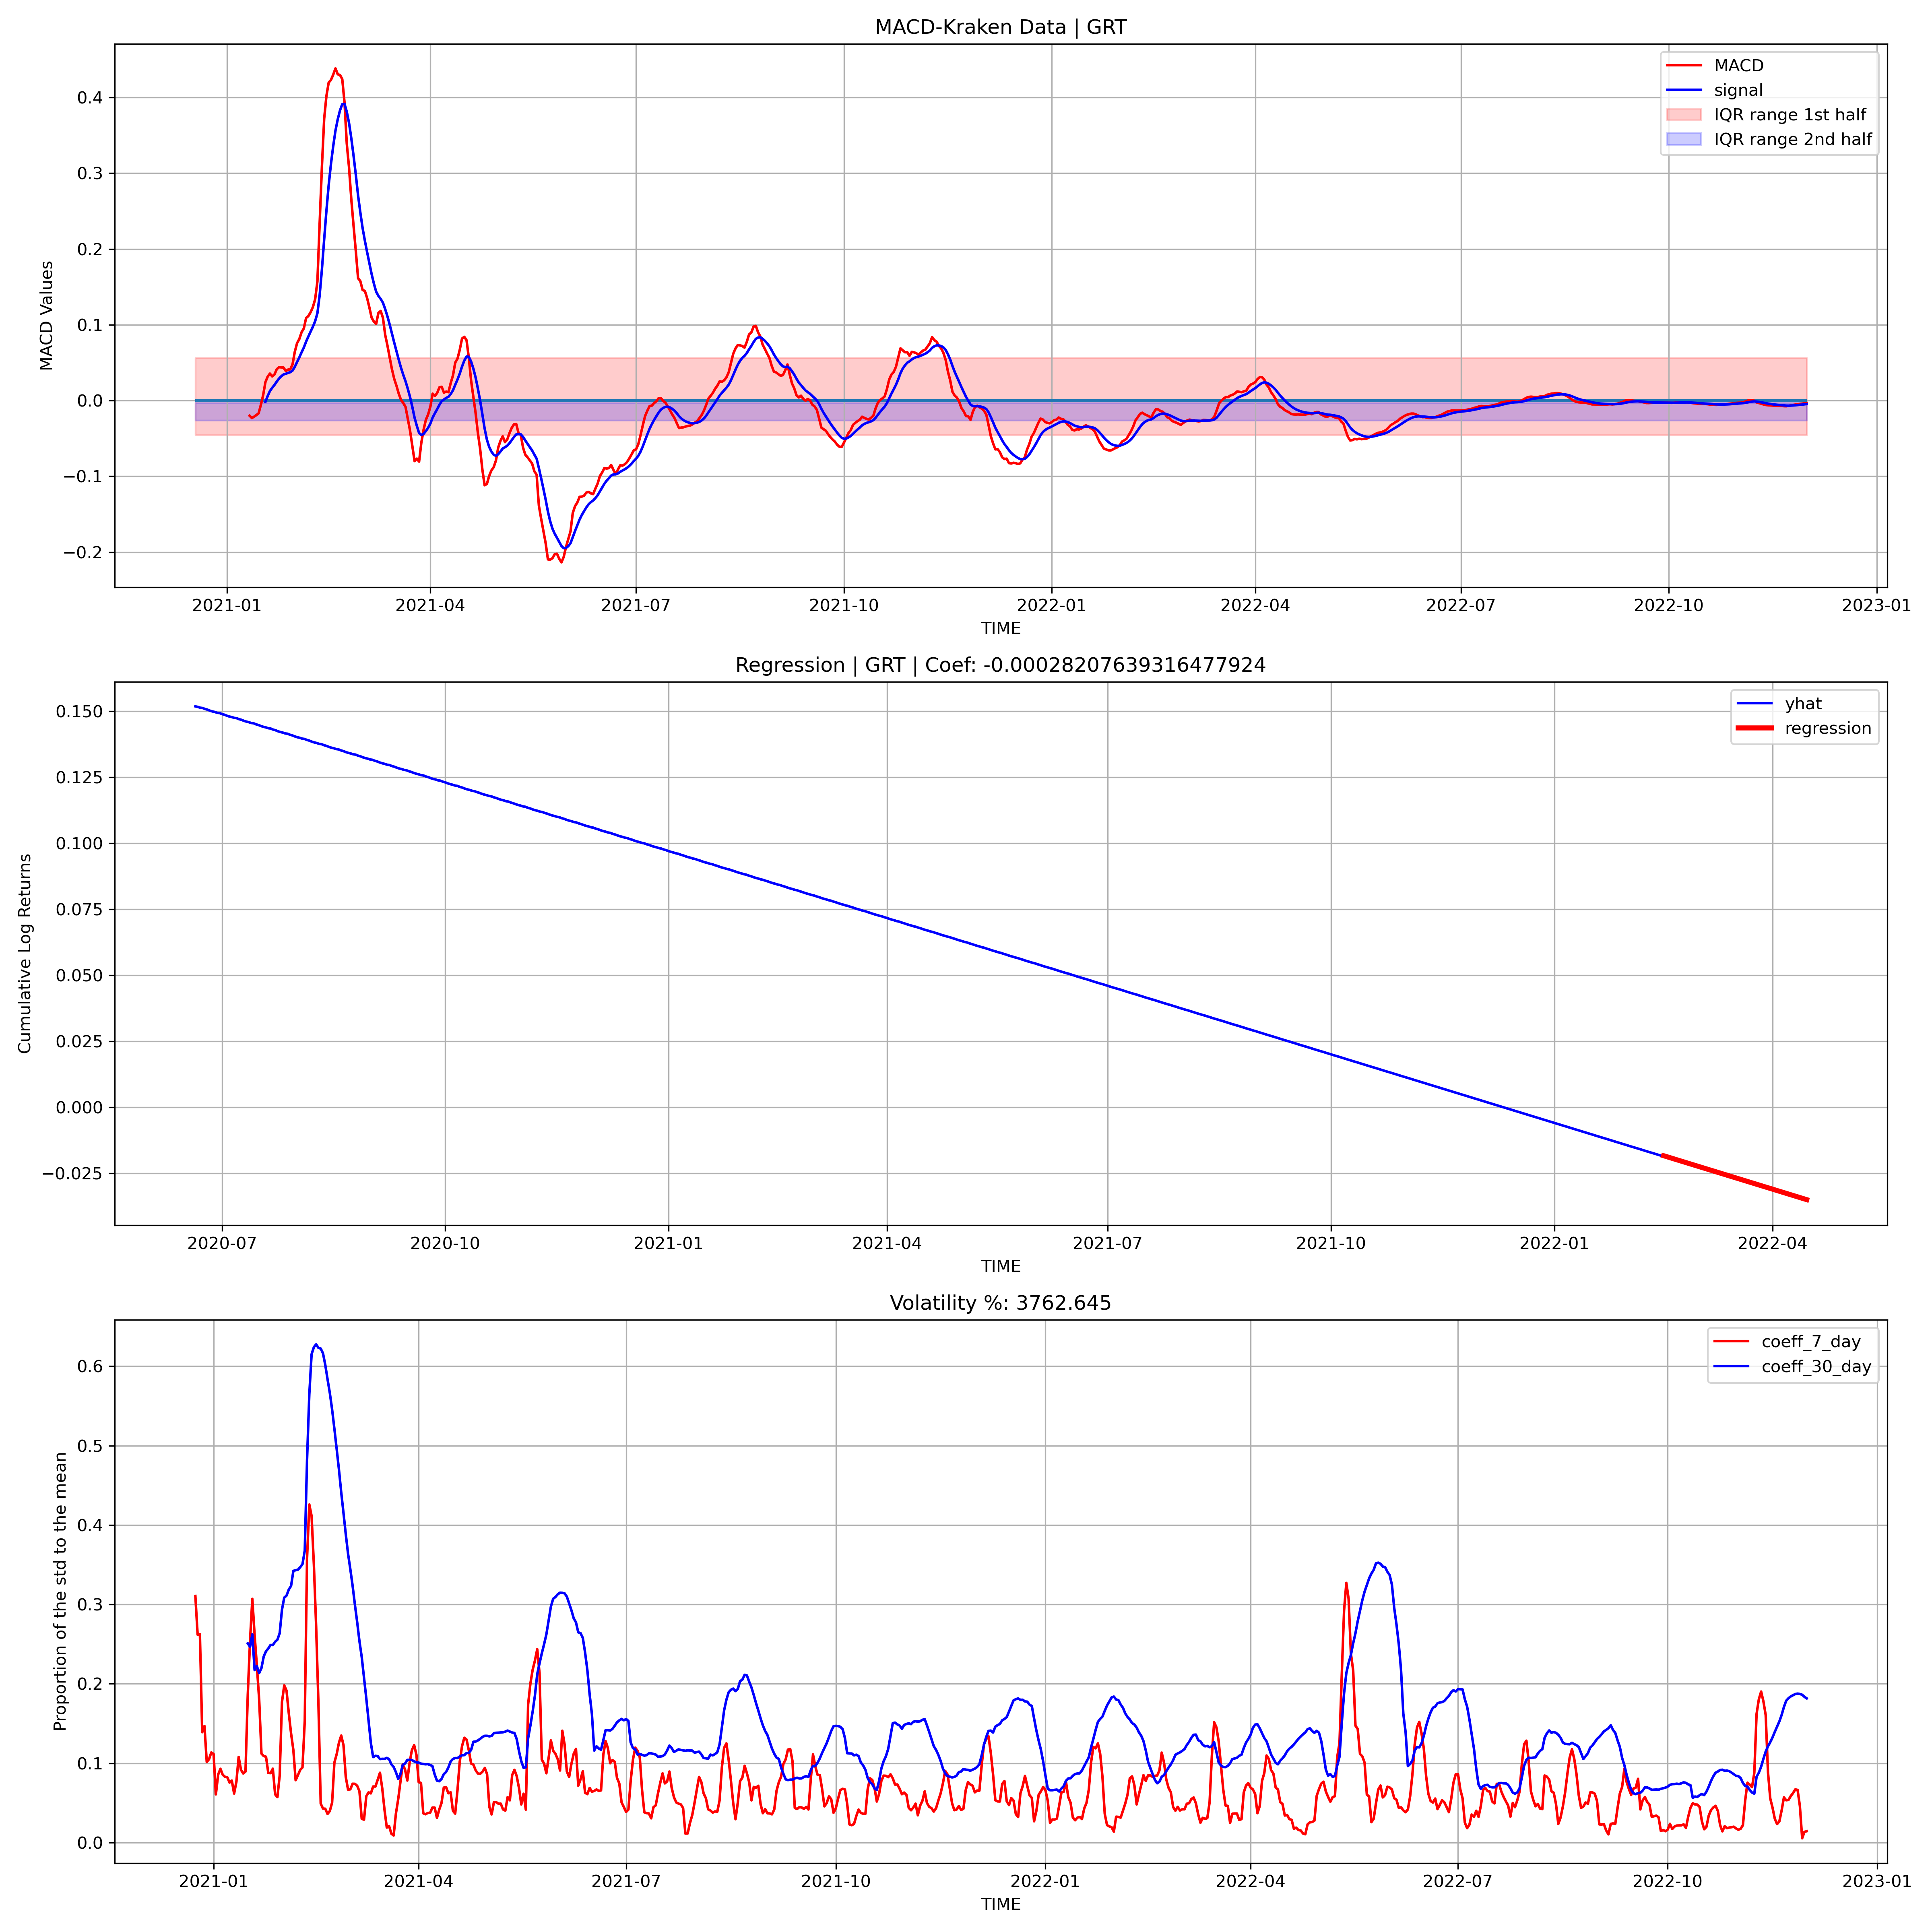 MACD-Kraken Data | GRT
MACD Values
0.4
0.3
0.2
0.1
0.0
−0.1
−0.2
MACD
signal
IQR range 1st half
IQR range 2nd half
2021-01 2021-04 2021-07 2021-10 2022-01 2022-04 2022-07 2022-10 2023-01
TIME
Regression | GRT | Coef: -0.00028207639316477924
Cumulative Log Returns
0.150
0.125
0.100
0.075
0.050
0.025
0.000
−0.025
yhat
regression
2020-07 2020-10 2021-01 2021-04 2021-07 2021-10 2022-01 2022-04
TIME
Volatility %: 3762.645
Proportion of the std to the mean
0.6
0.5
0.4
0.3
0.2
0.1
0.0
coeff_7_day
coeff_30_day
2021-01 2021-04 2021-07 2021-10 2022-01 2022-04 2022-07 2022-10 2023-01
TIME